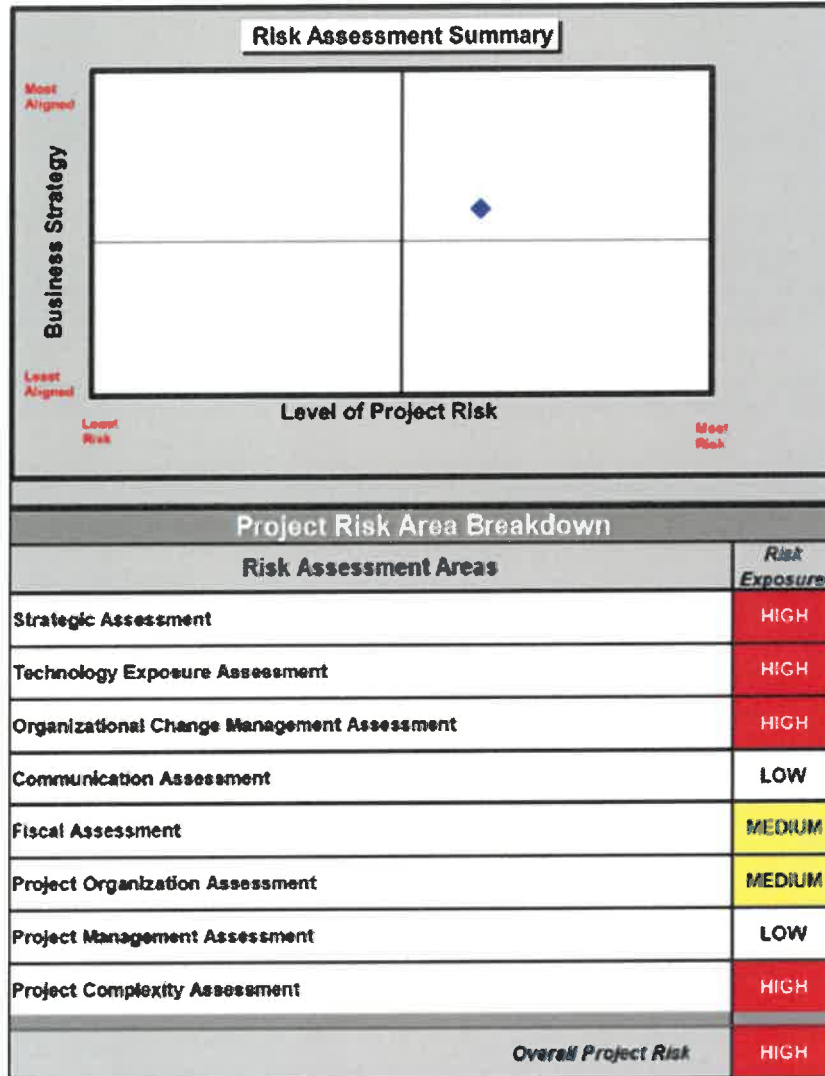 Risk Assessment Summary
Most
Aligned
Business Strategy
Least
Aligned
Level of Project Risk
Least
Risk
Most
Risk
Project Risk Area Breakdown
Risk Assessment Areas
Risk
Exposure
Strategic Assessment
HIGH
Technology Exposure Assessment
HIGH
Organizational Change Management Assessment
HIGH
Communication Assessment
LOW
Fiscal Assessment
MEDIUM
Project Organization Assessment
MEDIUM
Project Management Assessment
LOW
Project Complexity Assessment
HIGH
Overall Project Risk
HIGH